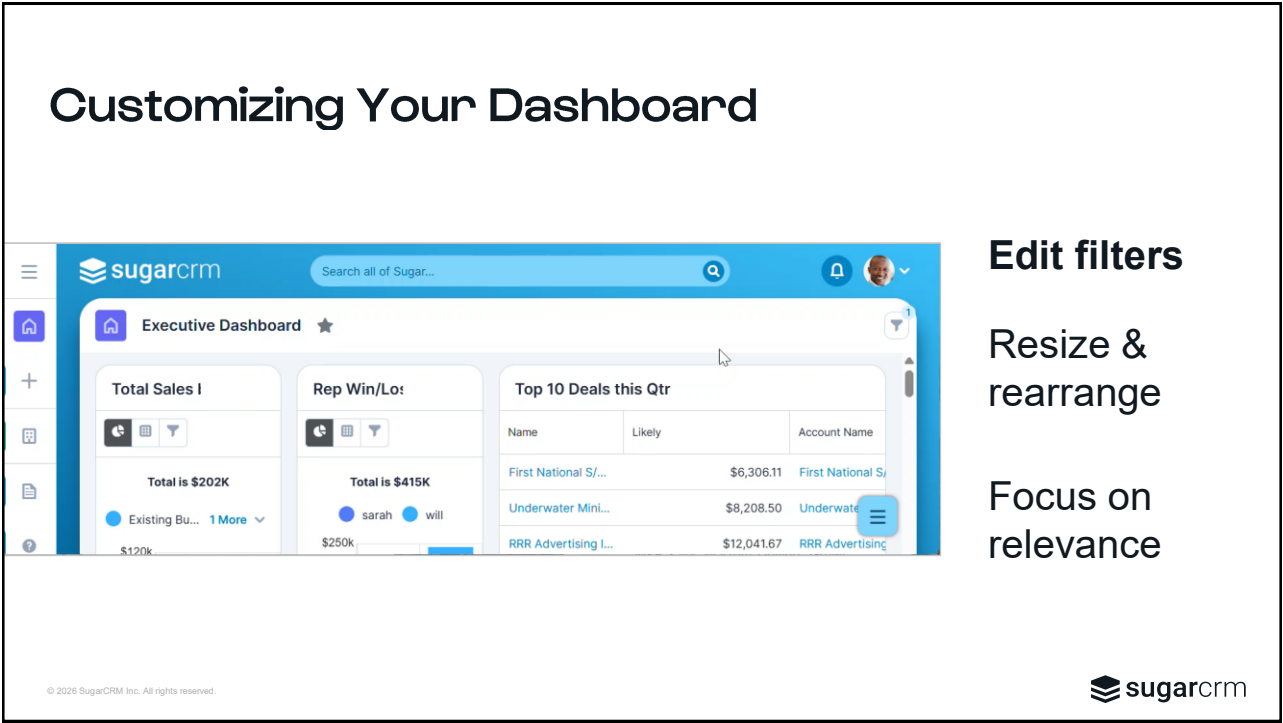 Customizing Your Dashboard
sugarcrm
Search all of Sugar...
Executive Dashboard
1
Total Sales
Rep Win/Los
Top 10 Deals this Qtr
Name
Likely
Account Name
Total is $202K
Total is $415K
First National S/...
$6,306.11
First National S/
Existing Bu...
1 More
sarah
will
Underwater Mini...
$8,208.50
Underwate
$120k
$250k
RRR Advertising I...
$12,041.67
RRR Advertising
Edit filters
Resize &
rearrange
Focus on
relevance
© 2026 SugarCRM Inc. All rights reserved.
sugarcrm